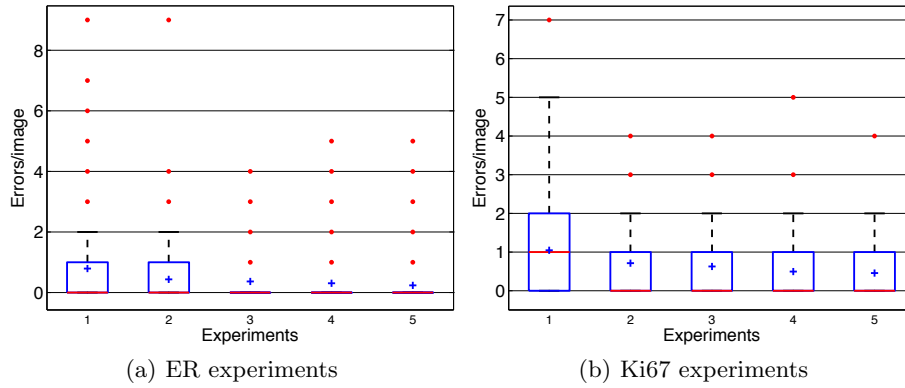 Errors/image
8
6
4
2
0
1 2 3 4 5
Experiments
(a) ER experiments
Errors/image
7
6
5
4
3
2
1
0
1 2 3 4 5
Experiments
(b) Ki67 experiments